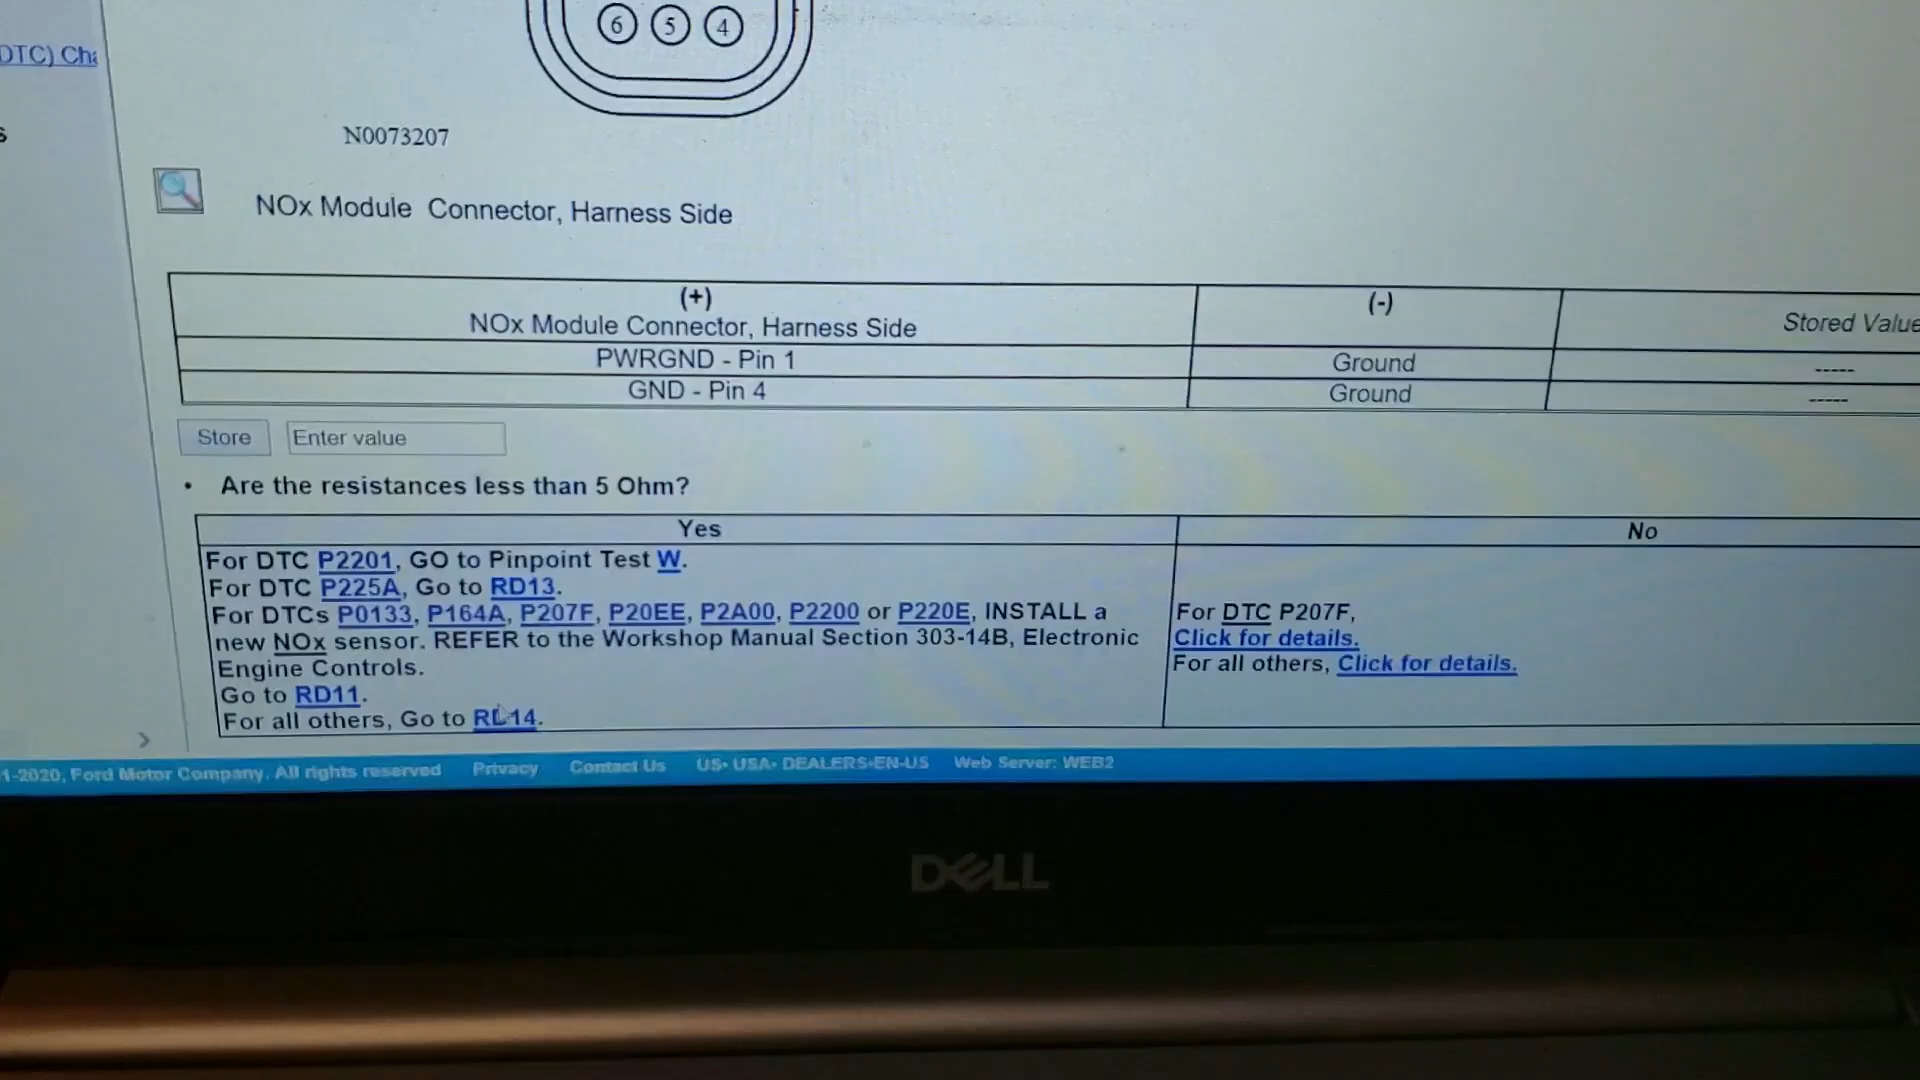 6 5 4
DTC) Cha
s
N0073207
NOx Module Connector, Harness Side
(+)
NOx Module Connector, Harness Side
(-)
Stored Value
PWRGND - Pin 1
Ground
-----
GND - Pin 4
Ground
-----
Store
Enter value
• Are the resistances less than 5 Ohm?
Yes
No
For DTC P2201, GO to Pinpoint Test W.
For DTC P225A, Go to RD13.
For DTCs P0133, P164A, P207F, P20EE, P2A00, P2200 or P220E, INSTALL a
new NOx sensor. REFER to the Workshop Manual Section 303-14B, Electronic
Engine Controls.
Go to RD11.
For all others, Go to RD14.
For DTC P207F,
Click for details.
For all others, Click for details.
1-2020, Ford Motor Company. All rights reserved
Privacy
Contact Us
US• USA• DEALERS•EN-US
Web Server: WEB2
DELL